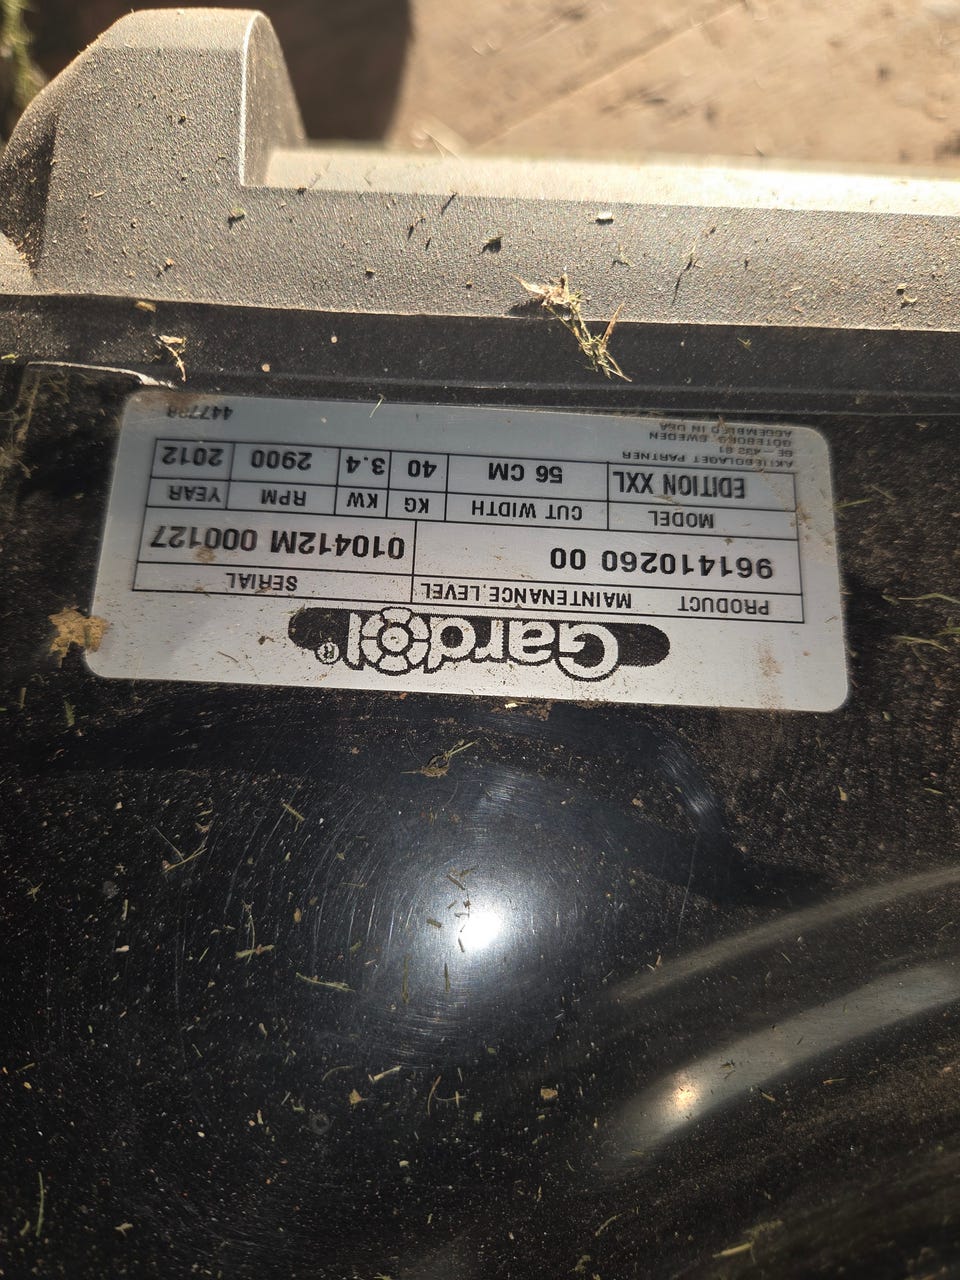 Gardol®
PRODUCT MAINTENANCE LEVEL SERIAL
961410260 00 010412M 000127
MODEL CUT WIDTH KG KW RPM YEAR
EDITION XXL 56 CM 40 3.4 2900 2012
AKTIEBOLAGET PARTNER
SE - 433 81
GÖTEBORG SWEDEN
ASSEMBLED IN USA